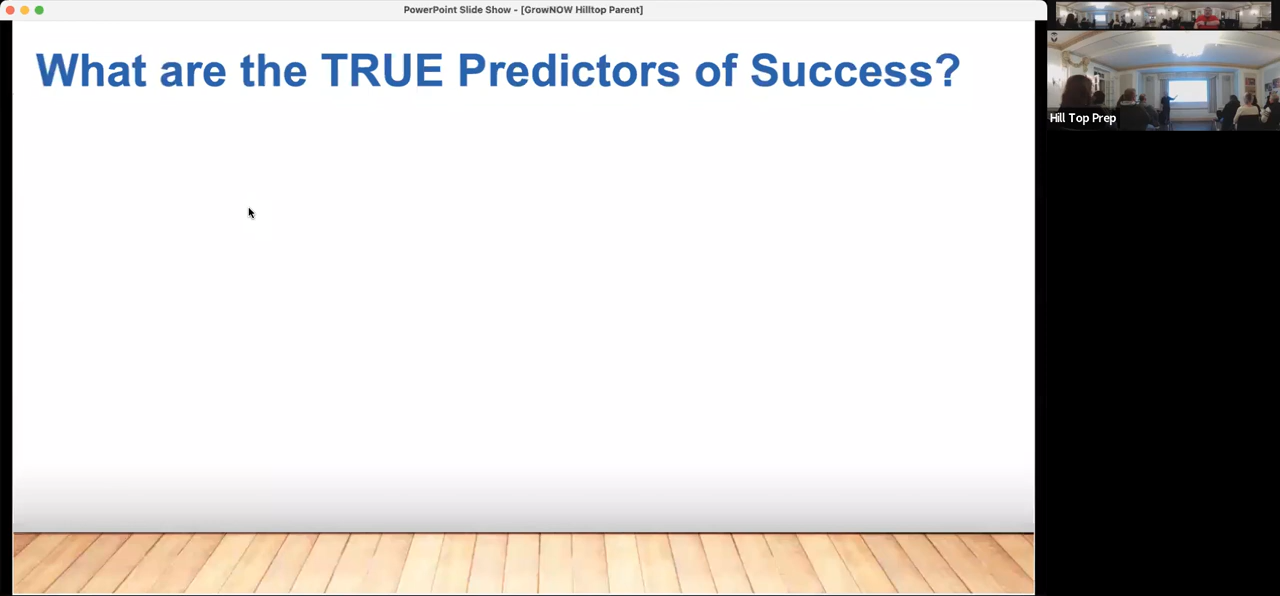 PowerPoint Slide Show - [GrowNOW Hilltop Parent]
What are the TRUE Predictors of Success?
Hill Top Prep